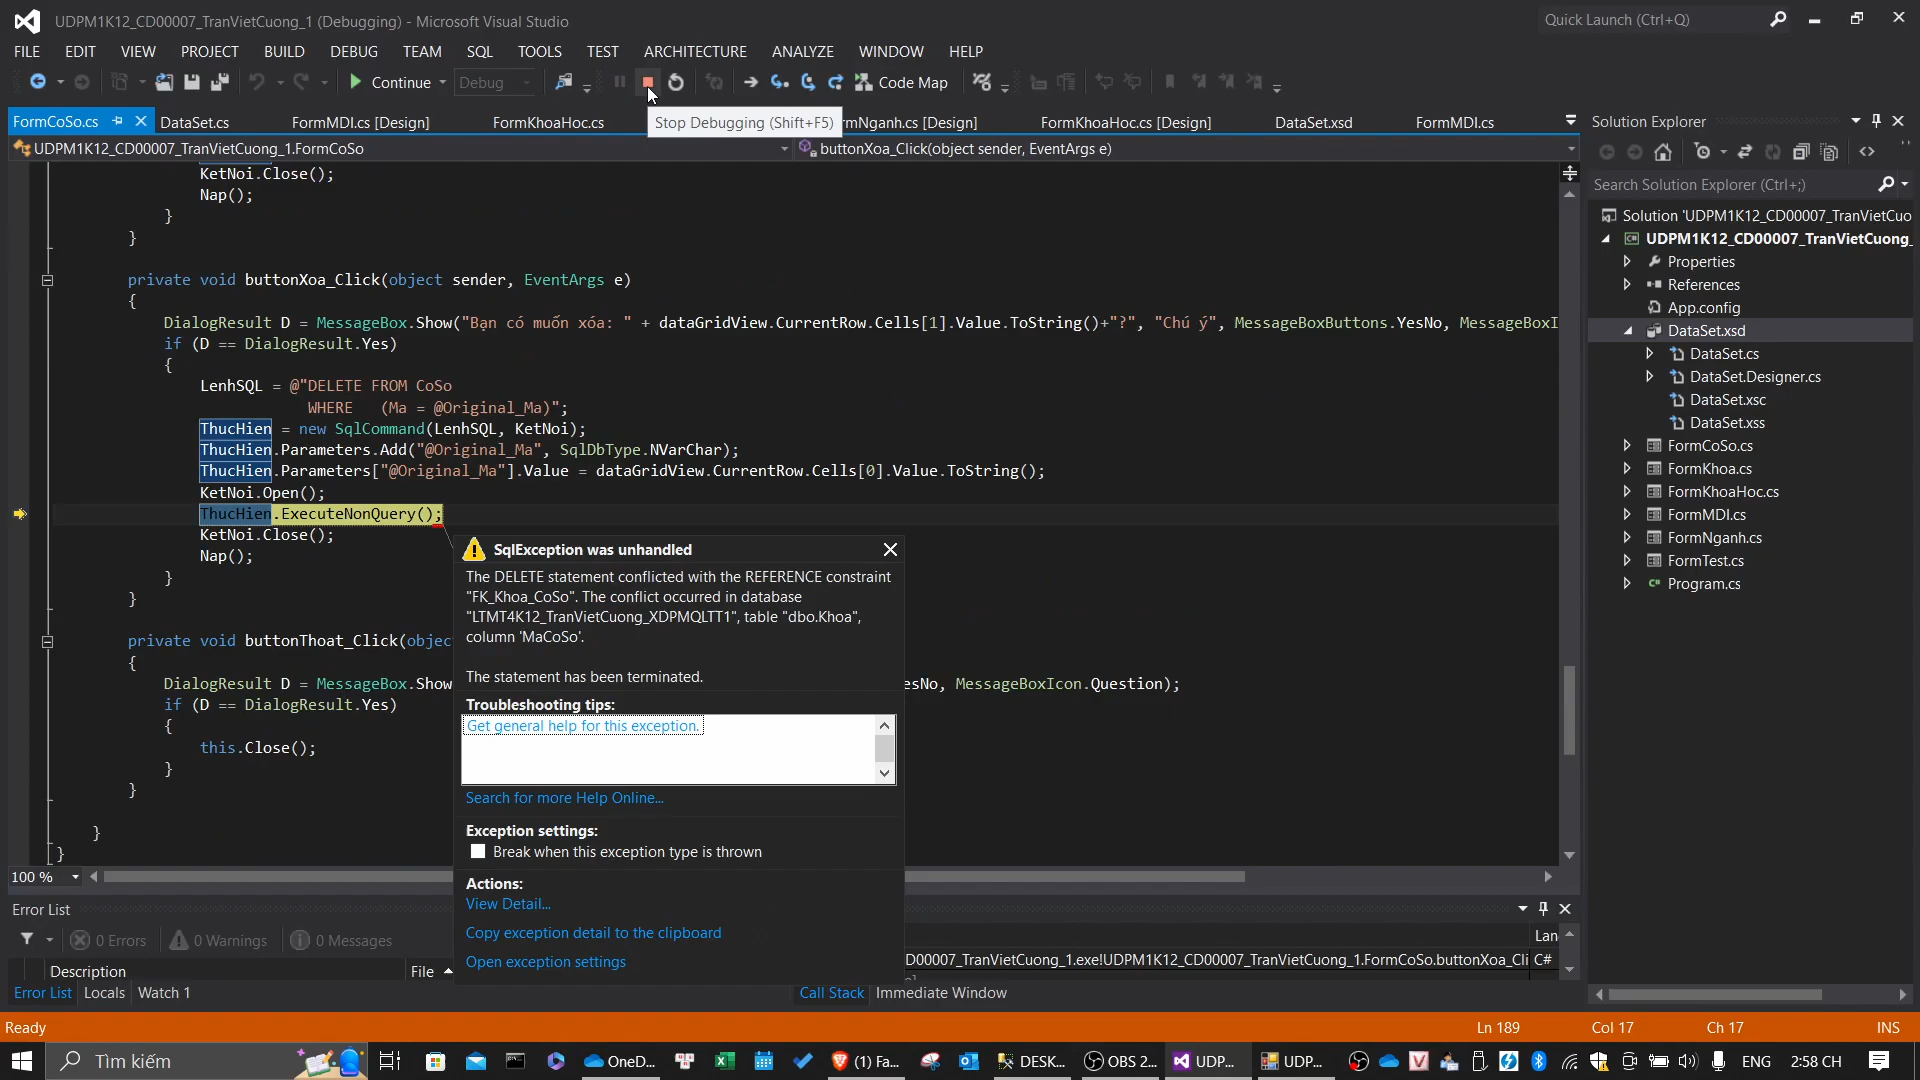 UDPM1K12_CD00007_TranVietCuong_1 (Debugging) - Microsoft Visual Studio
Quick Launch (Ctrl+Q)
FILE EDIT VIEW PROJECT BUILD DEBUG TEAM SQL TOOLS TEST ARCHITECTURE ANALYZE WINDOW HELP
Continue Debug Code Map
Stop Debugging (Shift+F5)
FormCoSo.cs DataSet.cs FormMDI.cs [Design] FormKhoaHoc.cs mNganh.cs [Design] FormKhoaHoc.cs [Design] DataSet.xsd FormMDI.cs
UDPM1K12_CD00007_TranVietCuong_1.FormCoSo buttonXoa_Click(object sender, EventArgs e)
KetNoi.Close();
Nap();
}
}
private void buttonXoa_Click(object sender, EventArgs e)
{
DialogResult D = MessageBox.Show("Bạn có muốn xóa: " + dataGridView.CurrentRow.Cells[1].Value.ToString()+"?", "Chú ý", MessageBoxButtons.YesNo, MessageBoxI
if (D == DialogResult.Yes)
{
LenhSQL = @"DELETE FROM CoSo
WHERE (Ma = @Original_Ma)";
ThucHien = new SqlCommand(LenhSQL, KetNoi);
ThucHien.Parameters.Add("@Original_Ma", SqlDbType.NVarChar);
ThucHien.Parameters["@Original_Ma"].Value = dataGridView.CurrentRow.Cells[0].Value.ToString();
KetNoi.Open();
ThucHien.ExecuteNonQuery();
KetNoi.Close();
Nap();
}
}
private void buttonThoat_Click(objec
{
DialogResult D = MessageBox.Show esNo, MessageBoxIcon.Question);
if (D == DialogResult.Yes)
{
this.Close();
}
}
}
}
SqlException was unhandled
The DELETE statement conflicted with the REFERENCE constraint
"FK_Khoa_CoSo". The conflict occurred in database
"LTMT4K12_TranVietCuong_XDPMQLTT1", table "dbo.Khoa",
column 'MaCoSo'.
The statement has been terminated.
Troubleshooting tips:
Get general help for this exception.
Search for more Help Online...
Exception settings:
Break when this exception type is thrown
Actions:
View Detail...
Copy exception detail to the clipboard
Open exception settings
100 %
Error List
0 Errors 0 Warnings 0 Messages
Description File
Error List Locals Watch 1
Lan
D00007_TranVietCuong_1.exe!UDPM1K12_CD00007_TranVietCuong_1.FormCoSo.buttonXoa_Cli C#
Call Stack Immediate Window
Solution Explorer
Search Solution Explorer (Ctrl+;)
Solution 'UDPM1K12_CD00007_TranVietCuo
UDPM1K12_CD00007_TranVietCuong_
Properties
References
App.config
DataSet.xsd
DataSet.cs
DataSet.Designer.cs
DataSet.xsc
DataSet.xss
FormCoSo.cs
FormKhoa.cs
FormKhoaHoc.cs
FormMDI.cs
FormNganh.cs
FormTest.cs
Program.cs
Ready Ln 189 Col 17 Ch 17 INS
Tìm kiếm OneD... (1) Fa... DESK... OBS 2... UDP... UDP... ENG 2:58 CH